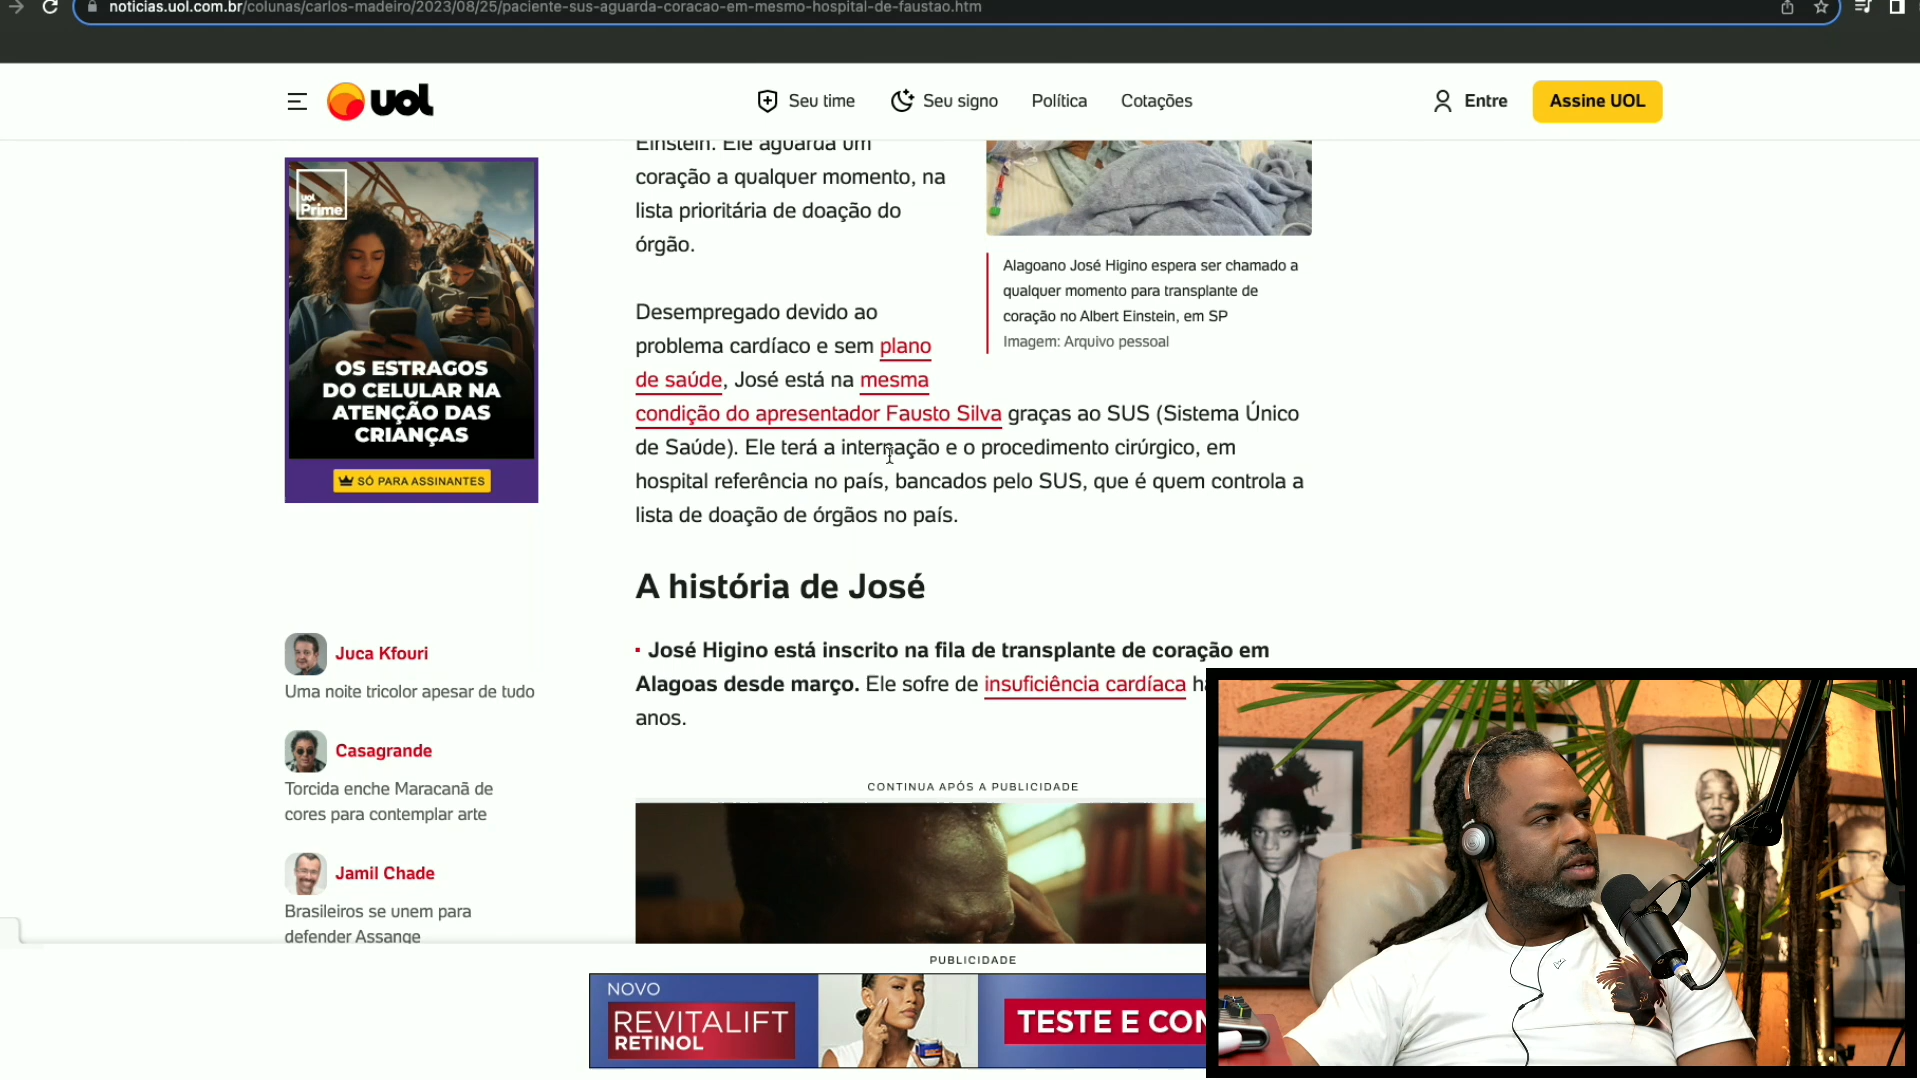 noticias.uol.com.br/colunas/carlos-madeiro/2023/08/25/paciente-sus-aguarda-coracao-em-mesmo-hospital-de-faustao.htm
uol
Seu time
Seu signo
Política
Cotações
Entre
Assine UOL
uol
Prime
OS ESTRAGOS
DO CELULAR NA
ATENÇÃO DAS
CRIANÇAS
SÓ PARA ASSINANTES
Juca Kfouri
Uma noite tricolor apesar de tudo
Casagrande
Torcida enche Maracanã de
cores para contemplar arte
Jamil Chade
Brasileiros se unem para
defender Assange
Einstein. Ele aguarda um
coração a qualquer momento, na
lista prioritária de doação do
órgão.
Alagoano José Higino espera ser chamado a
qualquer momento para transplante de
coração no Albert Einstein, em SP
Imagem: Arquivo pessoal
Desempregado devido ao
problema cardíaco e sem plano
de saúde, José está na mesma
condição do apresentador Fausto Silva graças ao SUS (Sistema Único
de Saúde). Ele terá a internação e o procedimento cirúrgico, em
hospital referência no país, bancados pelo SUS, que é quem controla a
lista de doação de órgãos no país.
A história de José
José Higino está inscrito na fila de transplante de coração em
Alagoas desde março. Ele sofre de insuficiência cardíaca
anos.
CONTINUA APÓS A PUBLICIDADE
PUBLICIDADE
NOVO
REVITALIFT
RETINOL
TESTE E